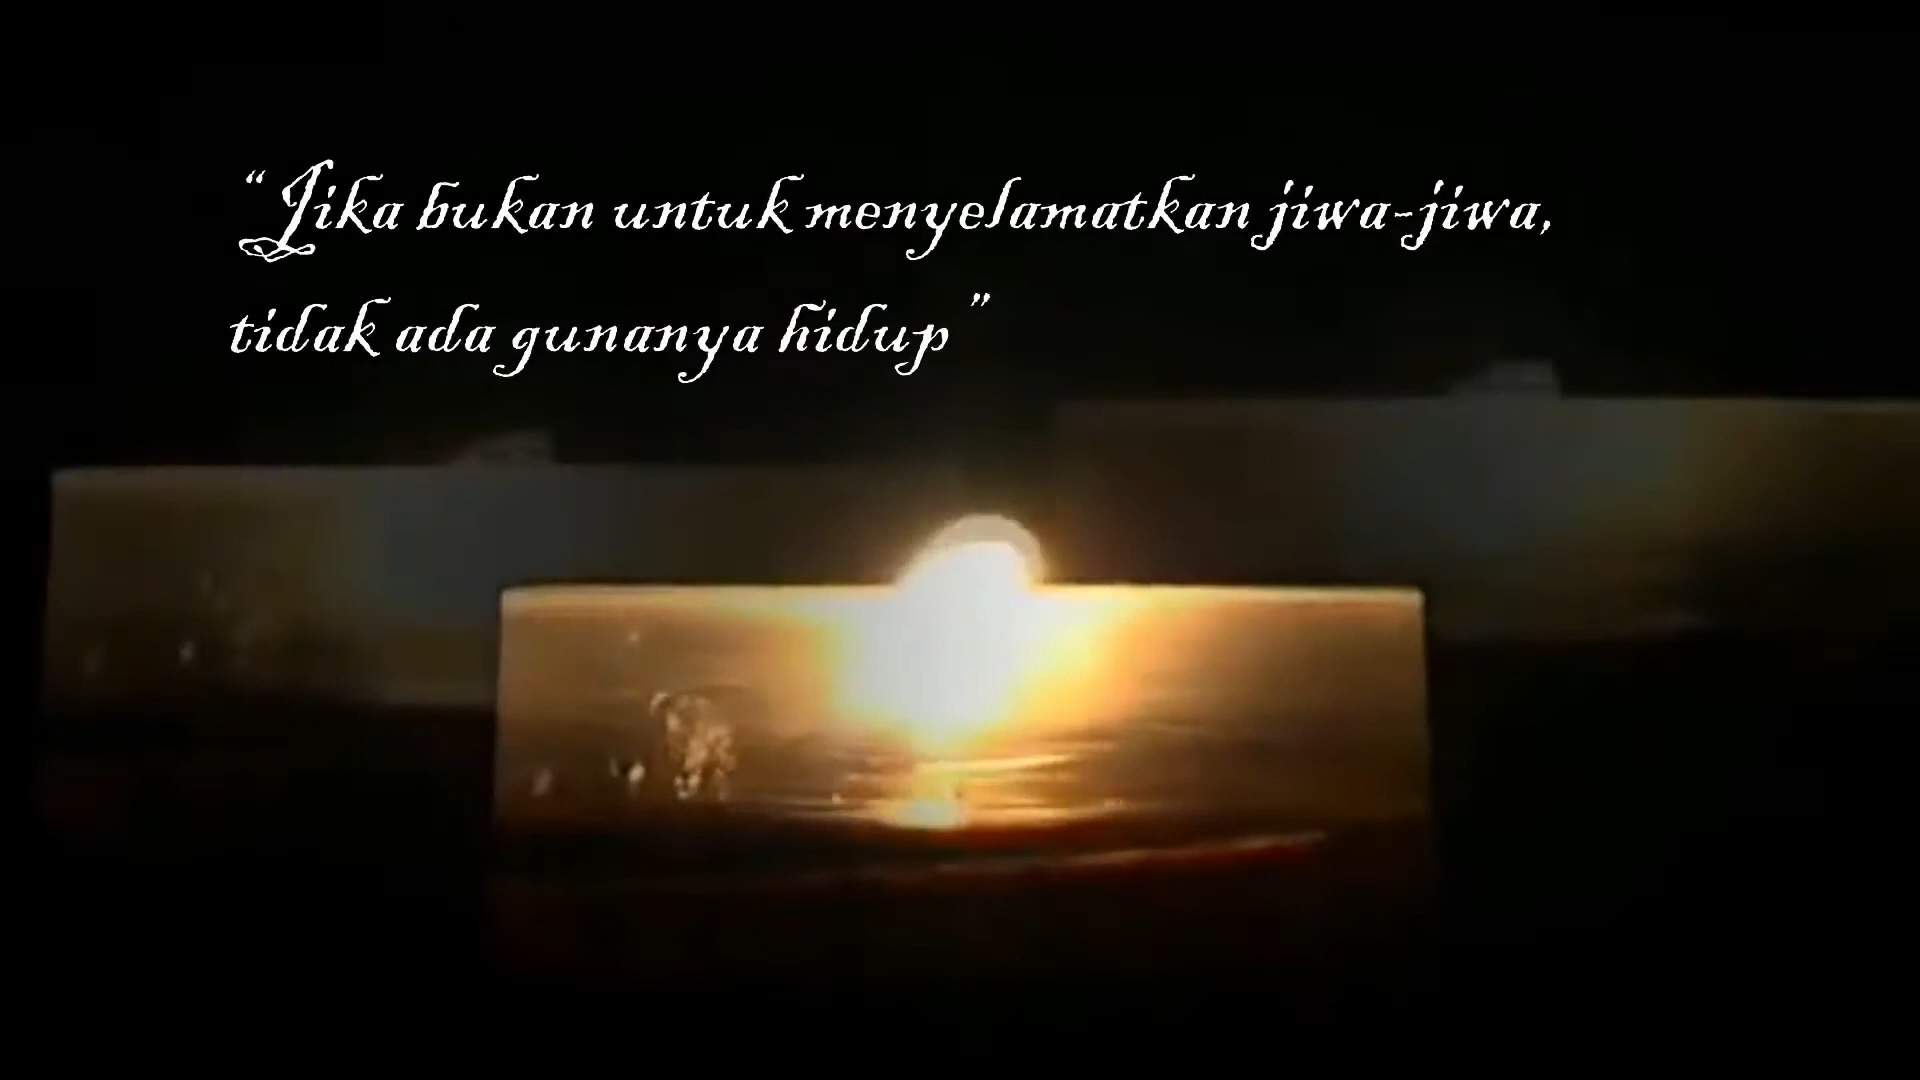 “Jika bukan untuk menyelamatkan jiwa-jiwa,
tidak ada gunanya hidup”